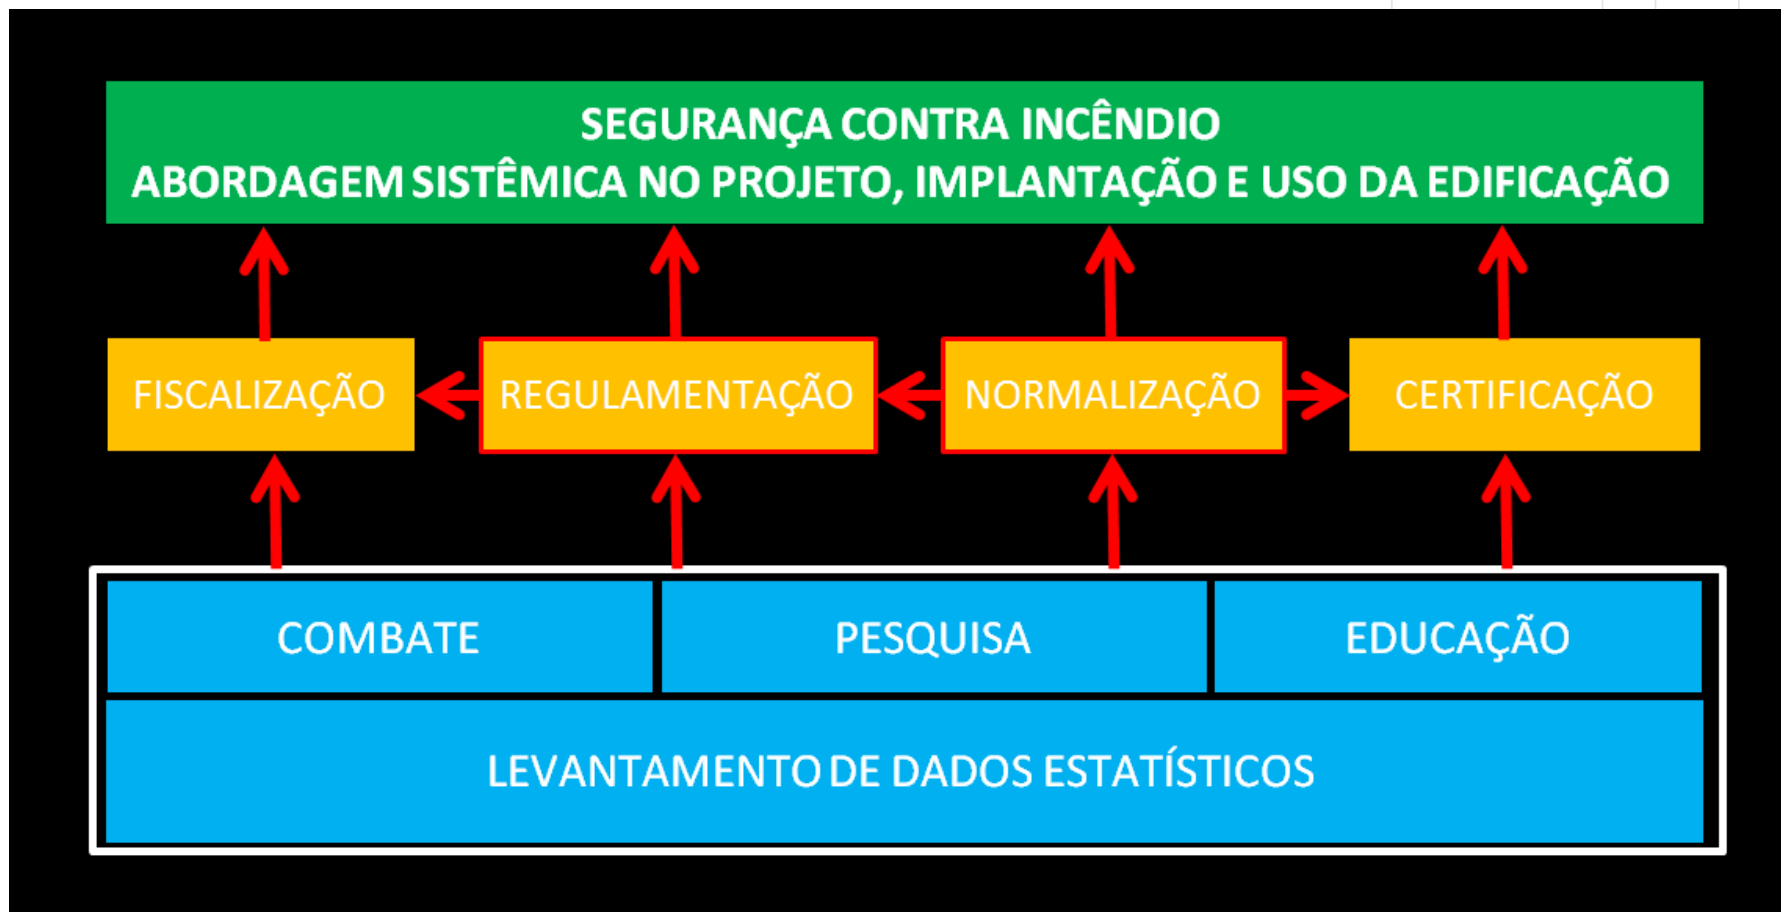 SEGURANÇA CONTRA INCÊNDIO
ABORDAGEM SISTÊMICA NO PROJETO, IMPLANTAÇÃO E USO DA EDIFICAÇÃO
FISCALIZAÇÃO
REGULAMENTAÇÃO
NORMALIZAÇÃO
CERTIFICAÇÃO
COMBATE
PESQUISA
EDUCAÇÃO
LEVANTAMENTO DE DADOS ESTATÍSTICOS